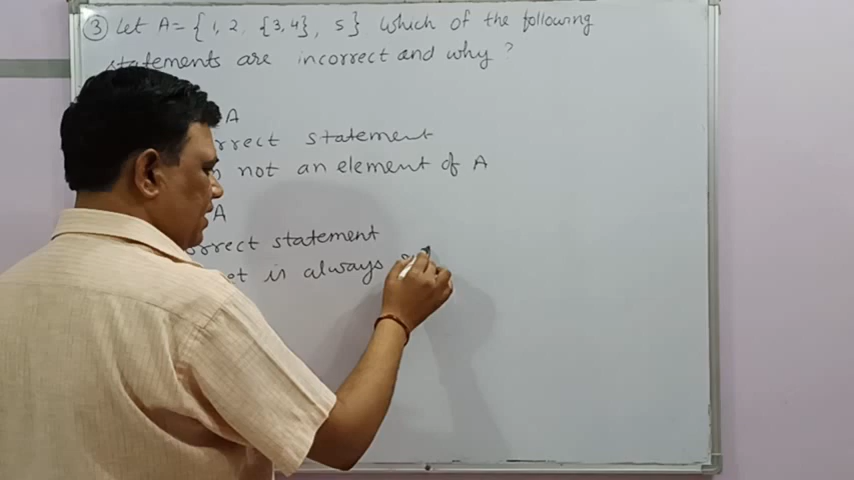 ③ Let A = { 1, 2, {3,4}, 5 } which of the following
statements are incorrect and why ?
A
rrect statement
not an element of A
A
orrect statement
et is always